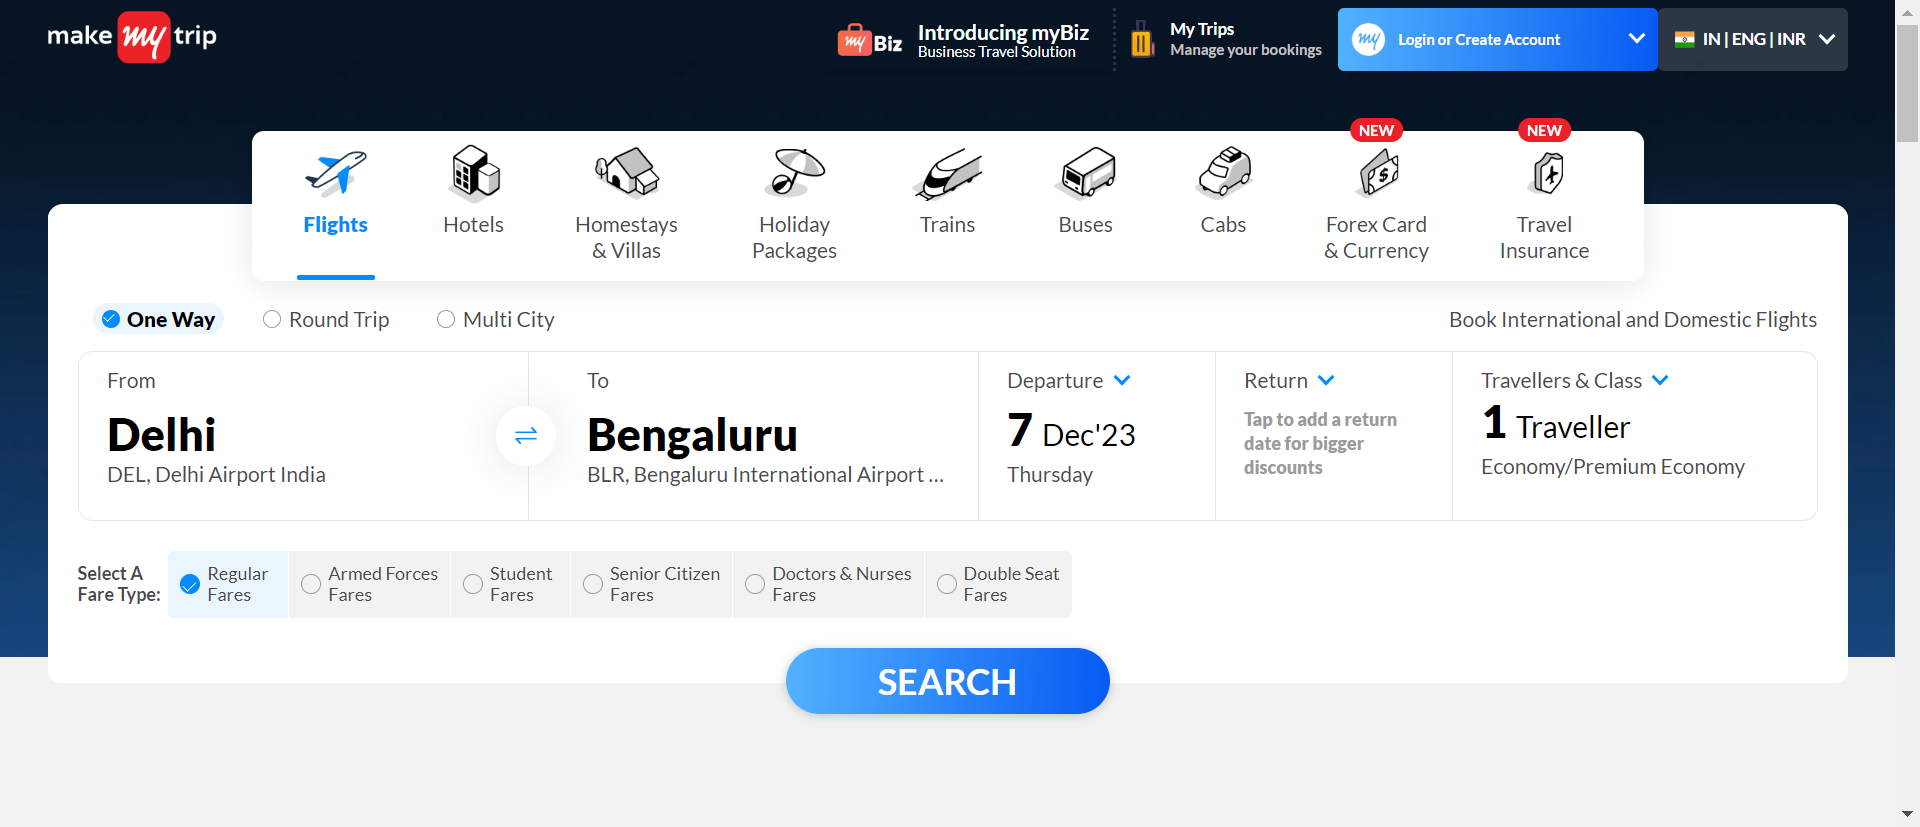 make my trip
my Biz
Introducing myBiz
Business Travel Solution
My Trips
Manage your bookings
my
Login or Create Account
IN | ENG | INR
NEW
NEW
Flights
Hotels
Homestays
& Villas
Holiday
Packages
Trains
Buses
Cabs
Forex Card
& Currency
Travel
Insurance
One Way
Round Trip
Multi City
Book International and Domestic Flights
From
Delhi
DEL, Delhi Airport India
To
Bengaluru
BLR, Bengaluru International Airport ...
Departure
7 Dec'23
Thursday
Return
Tap to add a return
date for bigger
discounts
Travellers & Class
1 Traveller
Economy/Premium Economy
Select A
Fare Type:
Regular
Fares
Armed Forces
Fares
Student
Fares
Senior Citizen
Fares
Doctors & Nurses
Fares
Double Seat
Fares
SEARCH